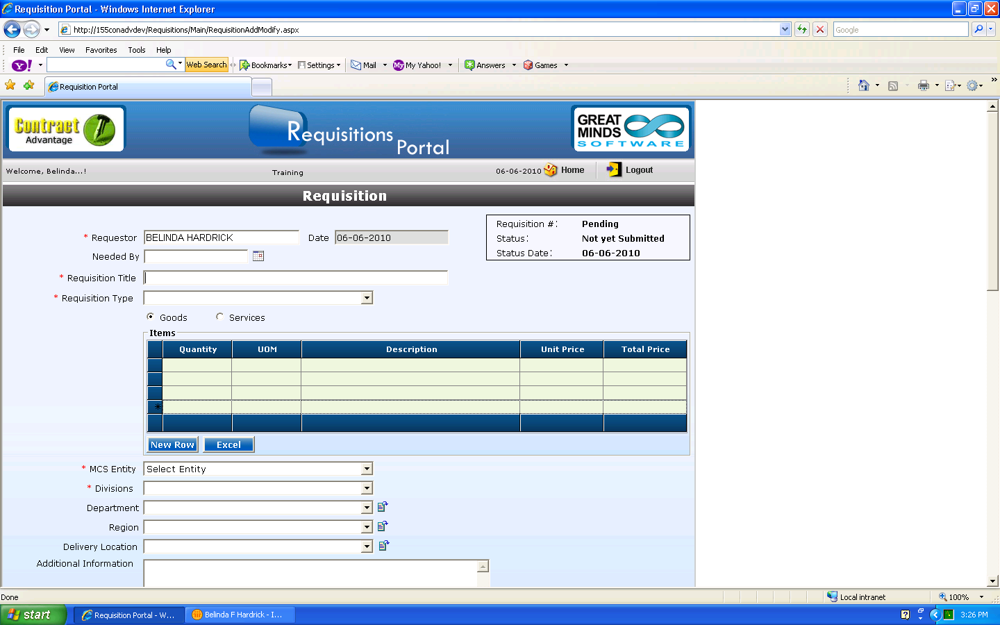 Requisition Portal - Windows Internet Explorer
http://155conadvdev/Requisitions/Main/RequisitionAddModify.aspx
Google
File Edit View Favorites Tools Help
Y! Web Search Bookmarks Settings Mail My Yahoo! Answers Games
Requisition Portal
Contract Advantage
Requisitions Portal
GREAT MINDS SOFTWARE
Welcome, Belinda...! Training 06-06-2010 Home Logout
Requisition
Requisition #: Pending
Status: Not yet Submitted
Status Date: 06-06-2010
* Requestor BELINDA HARDRICK Date 06-06-2010
Needed By
* Requisition Title
* Requisition Type
Goods Services
Items
Quantity UOM Description Unit Price Total Price
*
New Row Excel
* MCS Entity Select Entity
* Divisions
Department
Region
Delivery Location
Additional Information
Done Local intranet 100%
start Requisition Portal - W... Belinda F Hardrick - I... 3:26 PM